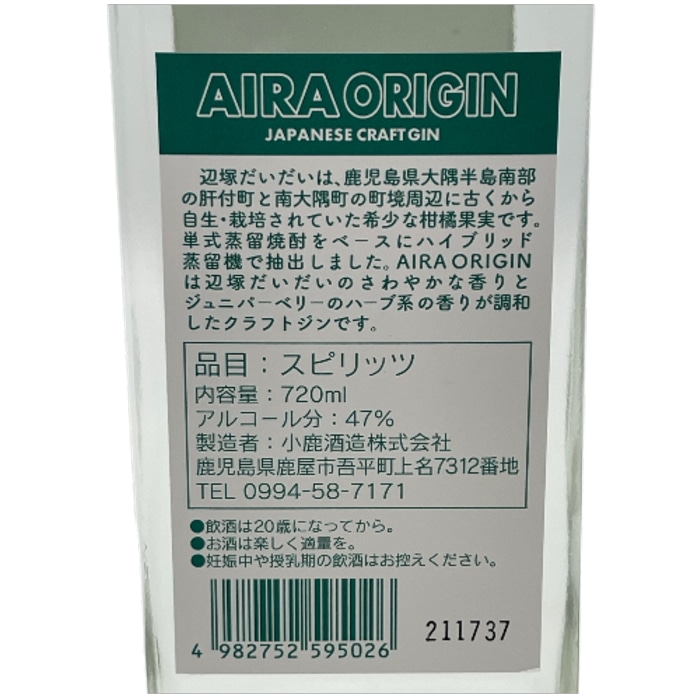 AIRA ORIGIN
JAPANESE CRAFT GIN
辺塚だいだいは、鹿児島県大隅半島南部
の肝付町と南大隅町の町境周辺に古くから
自生・栽培されていた希少な柑橘果実です。
単式蒸留焼酎をベースにハイブリッド
蒸留機で抽出しました。AIRA ORIGIN
は辺塚だいだいのさわやかな香りと
ジュニパーベリーのハーブ系の香りが調和
したクラフトジンです。
品目：スピリッツ
内容量：720ml
アルコール分：47%
製造者：小鹿酒造株式会社
鹿児島県鹿屋市吾平町上名7312番地
TEL 0994-58-7171
●飲酒は20歳になってから。
●お酒は楽しく適量を。
●妊娠中や授乳期の飲酒はお控えください。
4 982752 595026
211737